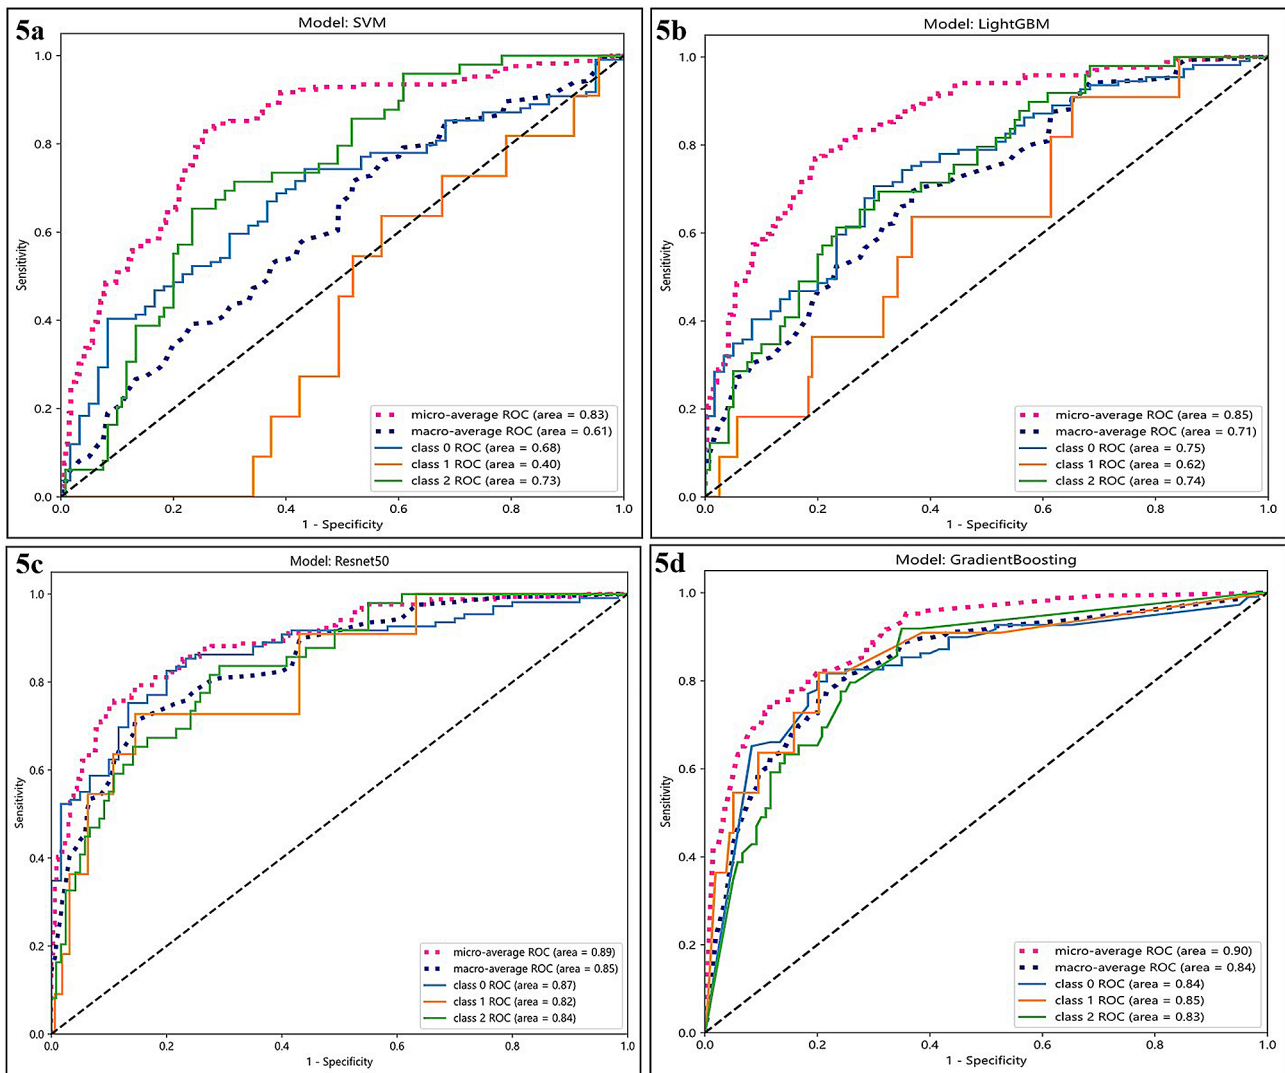 5a
Model: SVM
1.0
0.8
0.6
0.4
0.2
0.0
Sensitivity
micro-average ROC (area = 0.83)
macro-average ROC (area = 0.61)
class 0 ROC (area = 0.68)
class 1 ROC (area = 0.40)
class 2 ROC (area = 0.73)
0.0 0.2 0.4 0.6 0.8 1.0
1 - Specificity
5b
Model: LightGBM
1.0
0.8
0.6
0.4
0.2
0.0
Sensitivity
micro-average ROC (area = 0.85)
macro-average ROC (area = 0.71)
class 0 ROC (area = 0.75)
class 1 ROC (area = 0.62)
class 2 ROC (area = 0.74)
0.0 0.2 0.4 0.6 0.8 1.0
1 - Specificity
5c
Model: Resnet50
1.0
0.8
0.6
0.4
0.2
0.0
Sensitivity
micro-average ROC (area = 0.89)
macro-average ROC (area = 0.85)
class 0 ROC (area = 0.87)
class 1 ROC (area = 0.82)
class 2 ROC (area = 0.84)
0.0 0.2 0.4 0.6 0.8 1.0
1 - Specificity
5d
Model: GradientBoosting
1.0
0.8
0.6
0.4
0.2
0.0
Sensitivity
micro-average ROC (area = 0.90)
macro-average ROC (area = 0.84)
class 0 ROC (area = 0.84)
class 1 ROC (area = 0.85)
class 2 ROC (area = 0.83)
0.0 0.2 0.4 0.6 0.8 1.0
1 - Specificity